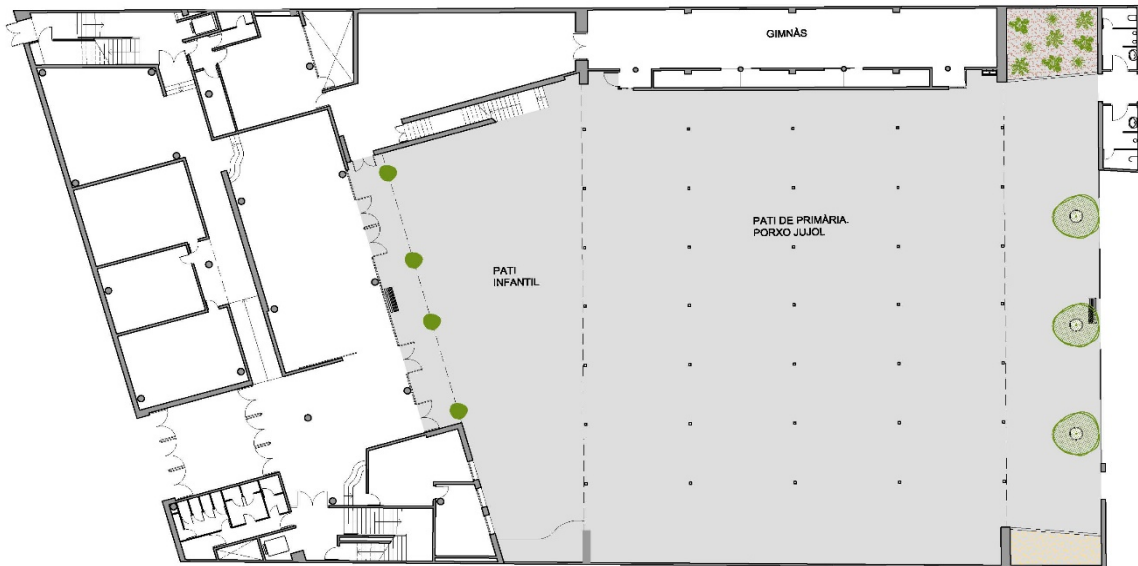 GIMNÀS
PATI DE PRIMÀRIA.
PORXO JUJOL
PATI
INFANTIL